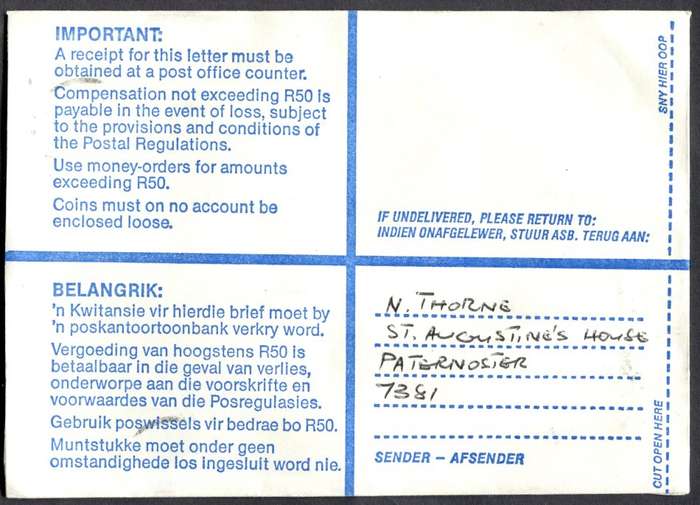 IMPORTANT:
A receipt for this letter must be
obtained at a post office counter.
Compensation not exceeding R50 is
payable in the event of loss, subject
to the provisions and conditions of
the Postal Regulations.
Use money-orders for amounts
exceeding R50.
Coins must on no account be
enclosed loose.
IF UNDELIVERED, PLEASE RETURN TO:
INDIEN ONAFGELEWER, STUUR ASB. TERUG AAN:
SNY HIER OOP
BELANGRIK:
'n Kwitansie vir hierdie brief moet by
'n poskantoortoonbank verkry word.
Vergoeding van hoogstens R50 is
betaalbaar in die geval van verlies,
onderworpe aan die voorskrifte en
voorwaardes van die Posregulasies.
Gebruik poswissels vir bedrae bo R50.
Muntstukke moet onder geen
omstandighede los ingesluit word nie.
N. THORNE
ST. AUGUSTINE'S HOUSE
PATERNOSTER
7381
SENDER – AFSENDER
CUT OPEN HERE